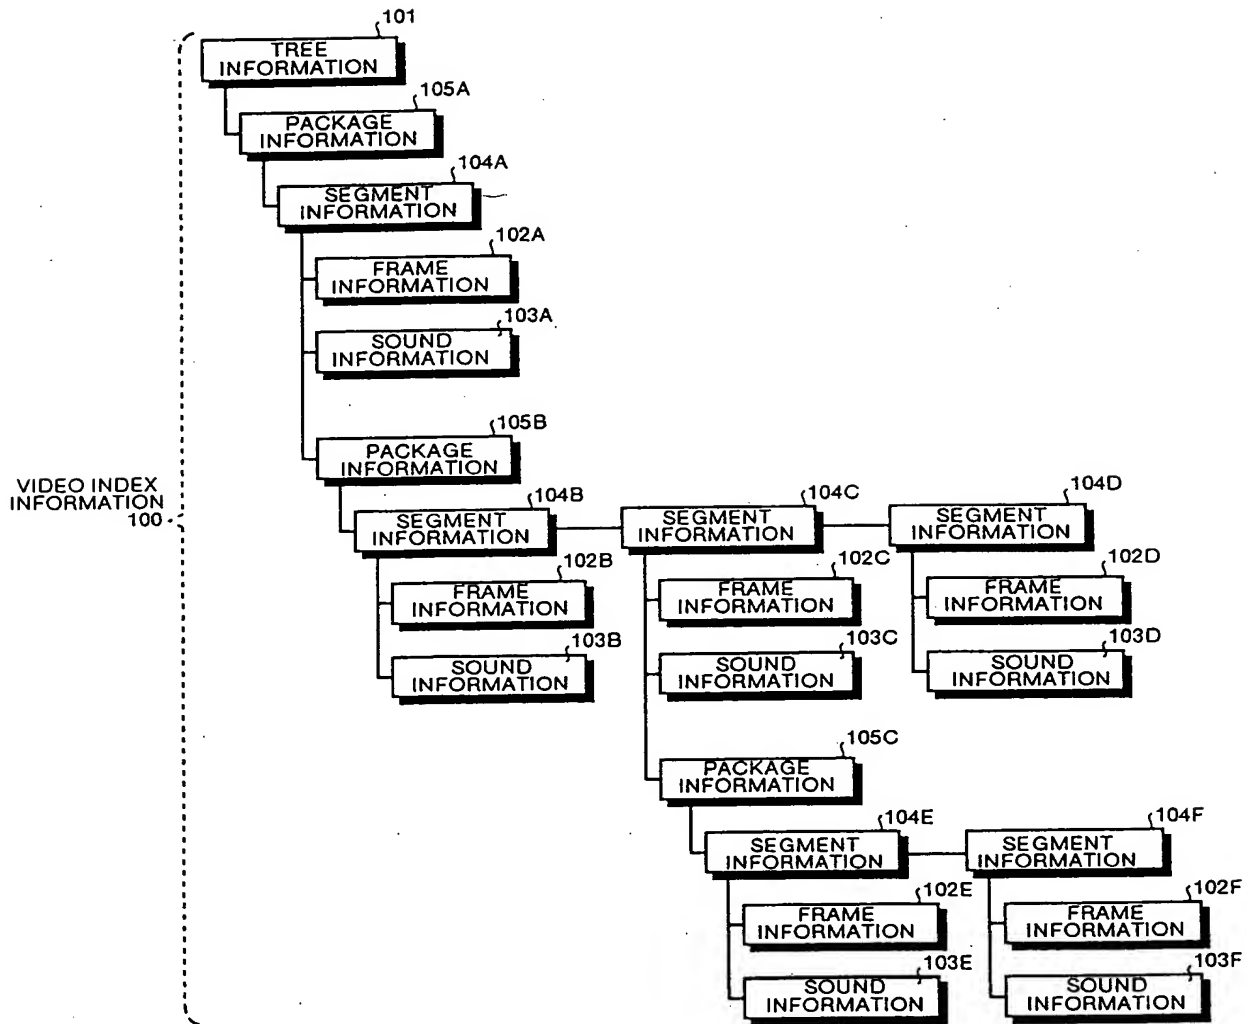 101
TREE
INFORMATION
105A
PACKAGE
INFORMATION
104A
SEGMENT
INFORMATION
102A
FRAME
INFORMATION
103A
SOUND
INFORMATION
105B
PACKAGE
INFORMATION
VIDEO INDEX
INFORMATION
100
104B
SEGMENT
INFORMATION
104C
SEGMENT
INFORMATION
104D
SEGMENT
INFORMATION
102B
FRAME
INFORMATION
102C
FRAME
INFORMATION
102D
FRAME
INFORMATION
103B
SOUND
INFORMATION
103C
SOUND
INFORMATION
103D
SOUND
INFORMATION
105C
PACKAGE
INFORMATION
104E
SEGMENT
INFORMATION
104F
SEGMENT
INFORMATION
102E
FRAME
INFORMATION
102F
FRAME
INFORMATION
103E
SOUND
INFORMATION
103F
SOUND
INFORMATION